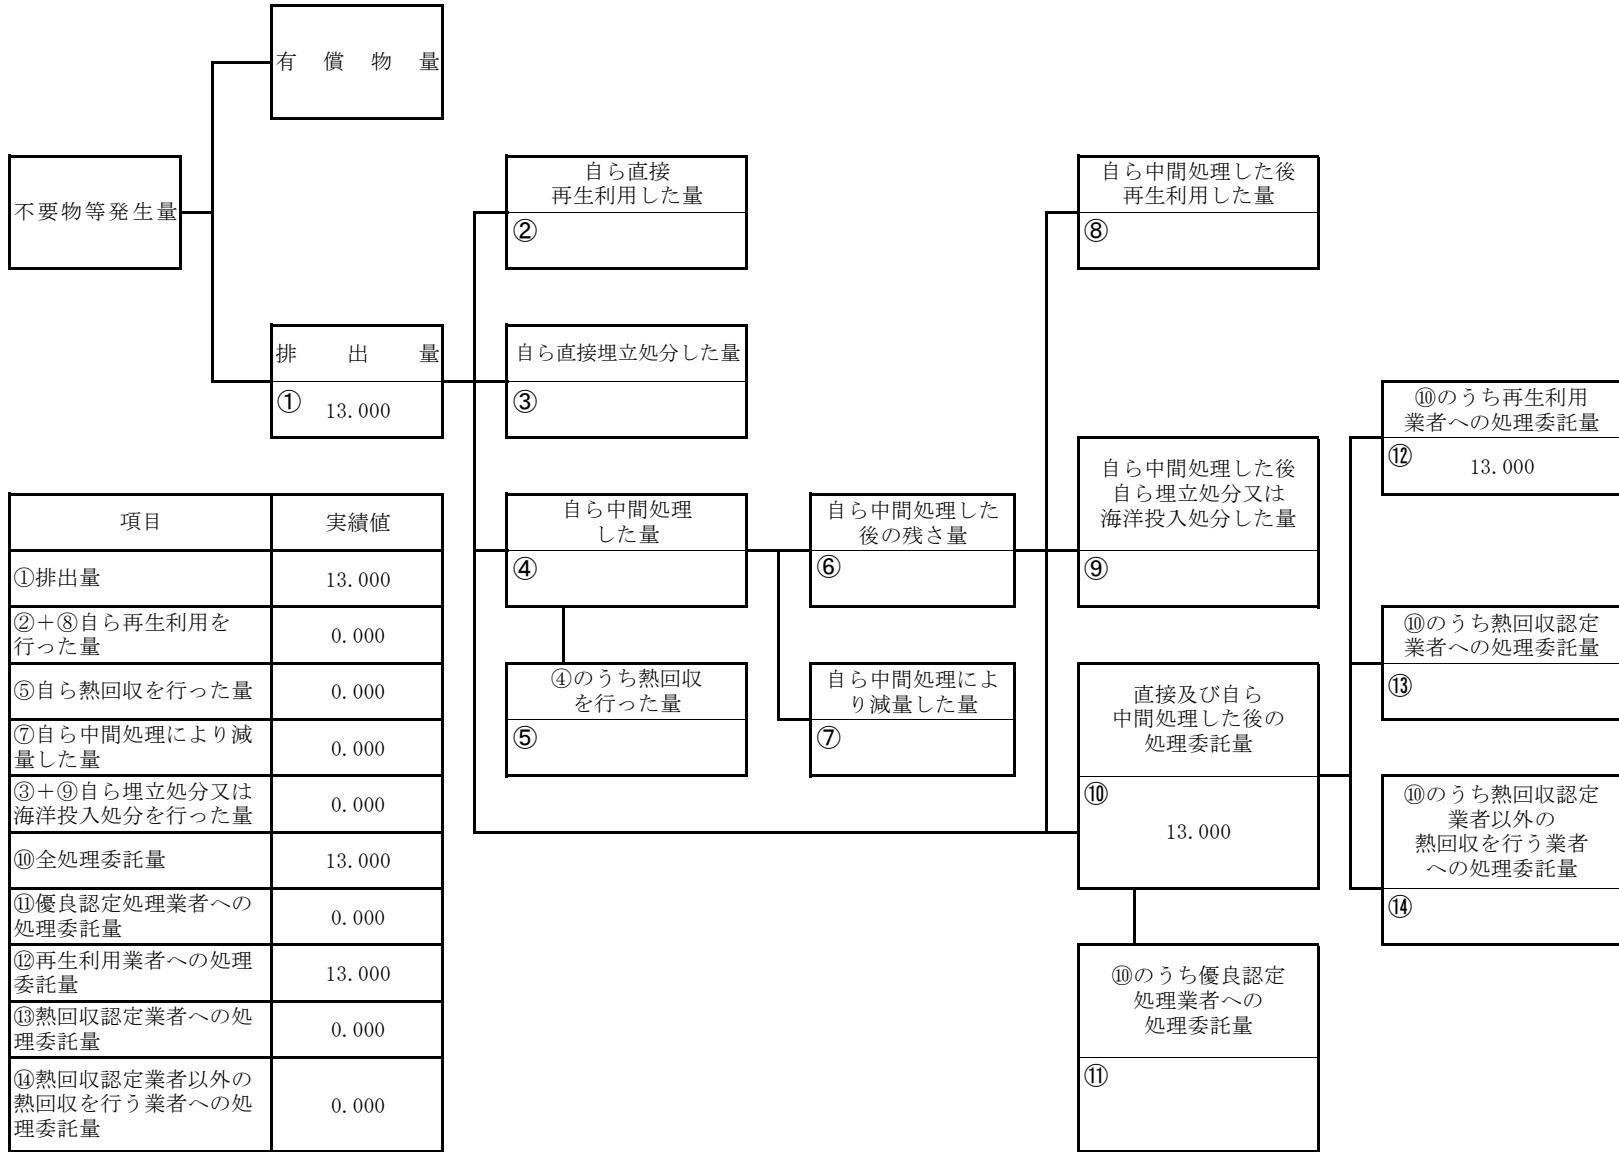 有償物量
不要物等発生量
排出量
① 13.000
自ら直接
再生利用した量
②
自ら直接埋立処分した量
③
自ら中間処理
した量
④
④のうち熱回収
を行った量
⑤
自ら中間処理した
後の残さ量
⑥
自ら中間処理によ
り減量した量
⑦
自ら中間処理した後
再生利用した量
⑧
自ら中間処理した後
自ら埋立処分又は
海洋投入処分した量
⑨
直接及び自ら
中間処理した後の
処理委託量
⑩
13.000
⑩のうち優良認定
処理業者への
処理委託量
⑪
⑩のうち再生利用
業者への処理委託量
⑫ 13.000
⑩のうち熱回収認定
業者への処理委託量
⑬
⑩のうち熱回収認定
業者以外の
熱回収を行う業者
への処理委託量
⑭
項目 実績値
①排出量 13.000
②+⑧自ら再生利用を
行った量 0.000
⑤自ら熱回収を行った量 0.000
⑦自ら中間処理により減
量した量 0.000
③+⑨自ら埋立処分又は
海洋投入処分を行った量 0.000
⑩全処理委託量 13.000
⑪優良認定処理業者への
処理委託量 0.000
⑫再生利用業者への処理
委託量 13.000
⑬熱回収認定業者への処
理委託量 0.000
⑭熱回収認定業者以外の
熱回収を行う業者への処
理委託量 0.000